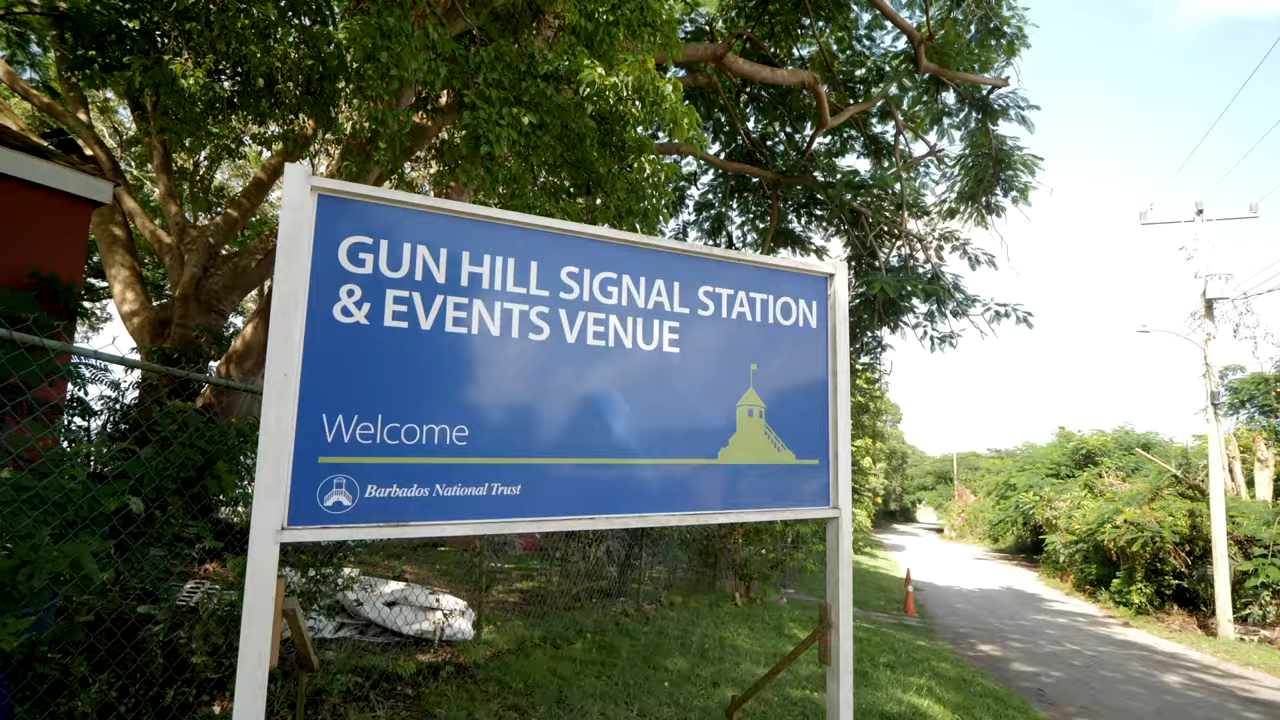 GUN HILL SIGNAL STATION
& EVENTS VENUE
Welcome
Barbados National Trust